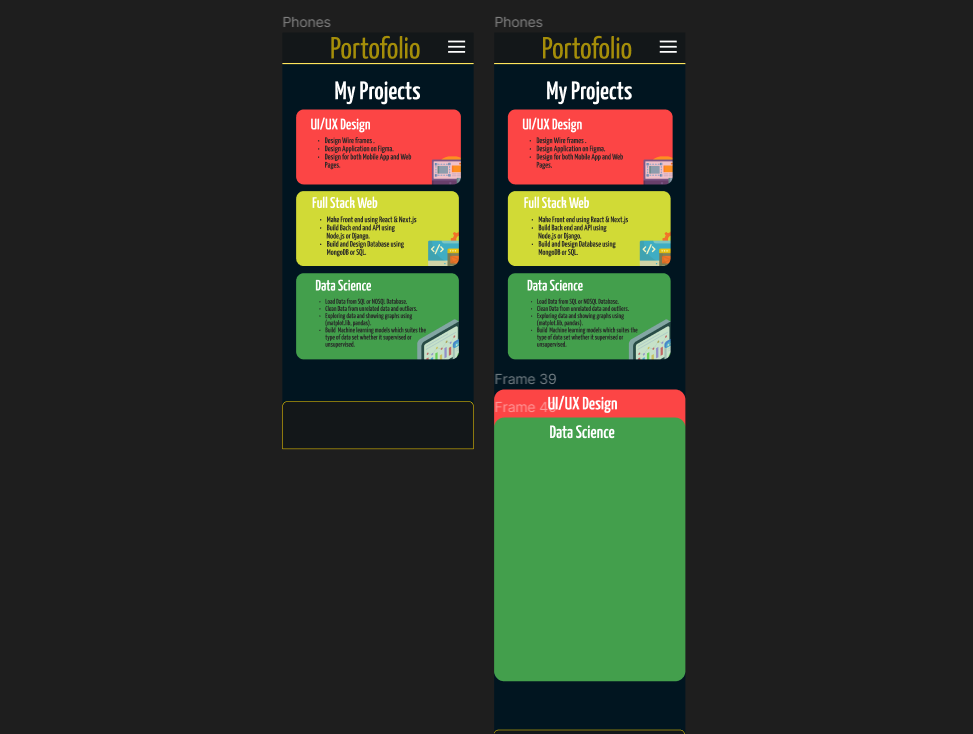 Phones
Portofolio
My Projects
UI/UX Design
• Design Wire frames .
• Design Application on Figma.
• Design for both Mobile App and Web
Pages.
Full Stack Web
• Make Front end using React & Next.js
• Build Back end and API using
Node.js or Django.
• Build and Design Database using
MongoDB or SQL.
</>
Data Science
• Load Data from SQL or NOSQL Database.
• Clean Data from unrelated data and outliers.
• Exploring data and showing graphs using
(matplot.lib, pandas).
• Build Machine learning models which suites the
type of data set whether it supervised or
unsupervised.
Phones
Portofolio
My Projects
UI/UX Design
• Design Wire frames .
• Design Application on Figma.
• Design for both Mobile App and Web
Pages.
Full Stack Web
• Make Front end using React & Next.js
• Build Back end and API using
Node.js or Django.
• Build and Design Database using
MongoDB or SQL.
</>
Data Science
• Load Data from SQL or NOSQL Database.
• Clean Data from unrelated data and outliers.
• Exploring data and showing graphs using
(matplot.lib, pandas).
• Build Machine learning models which suites the
type of data set whether it supervised or
unsupervised.
Frame 39
UI/UX Design
Frame
Data Science